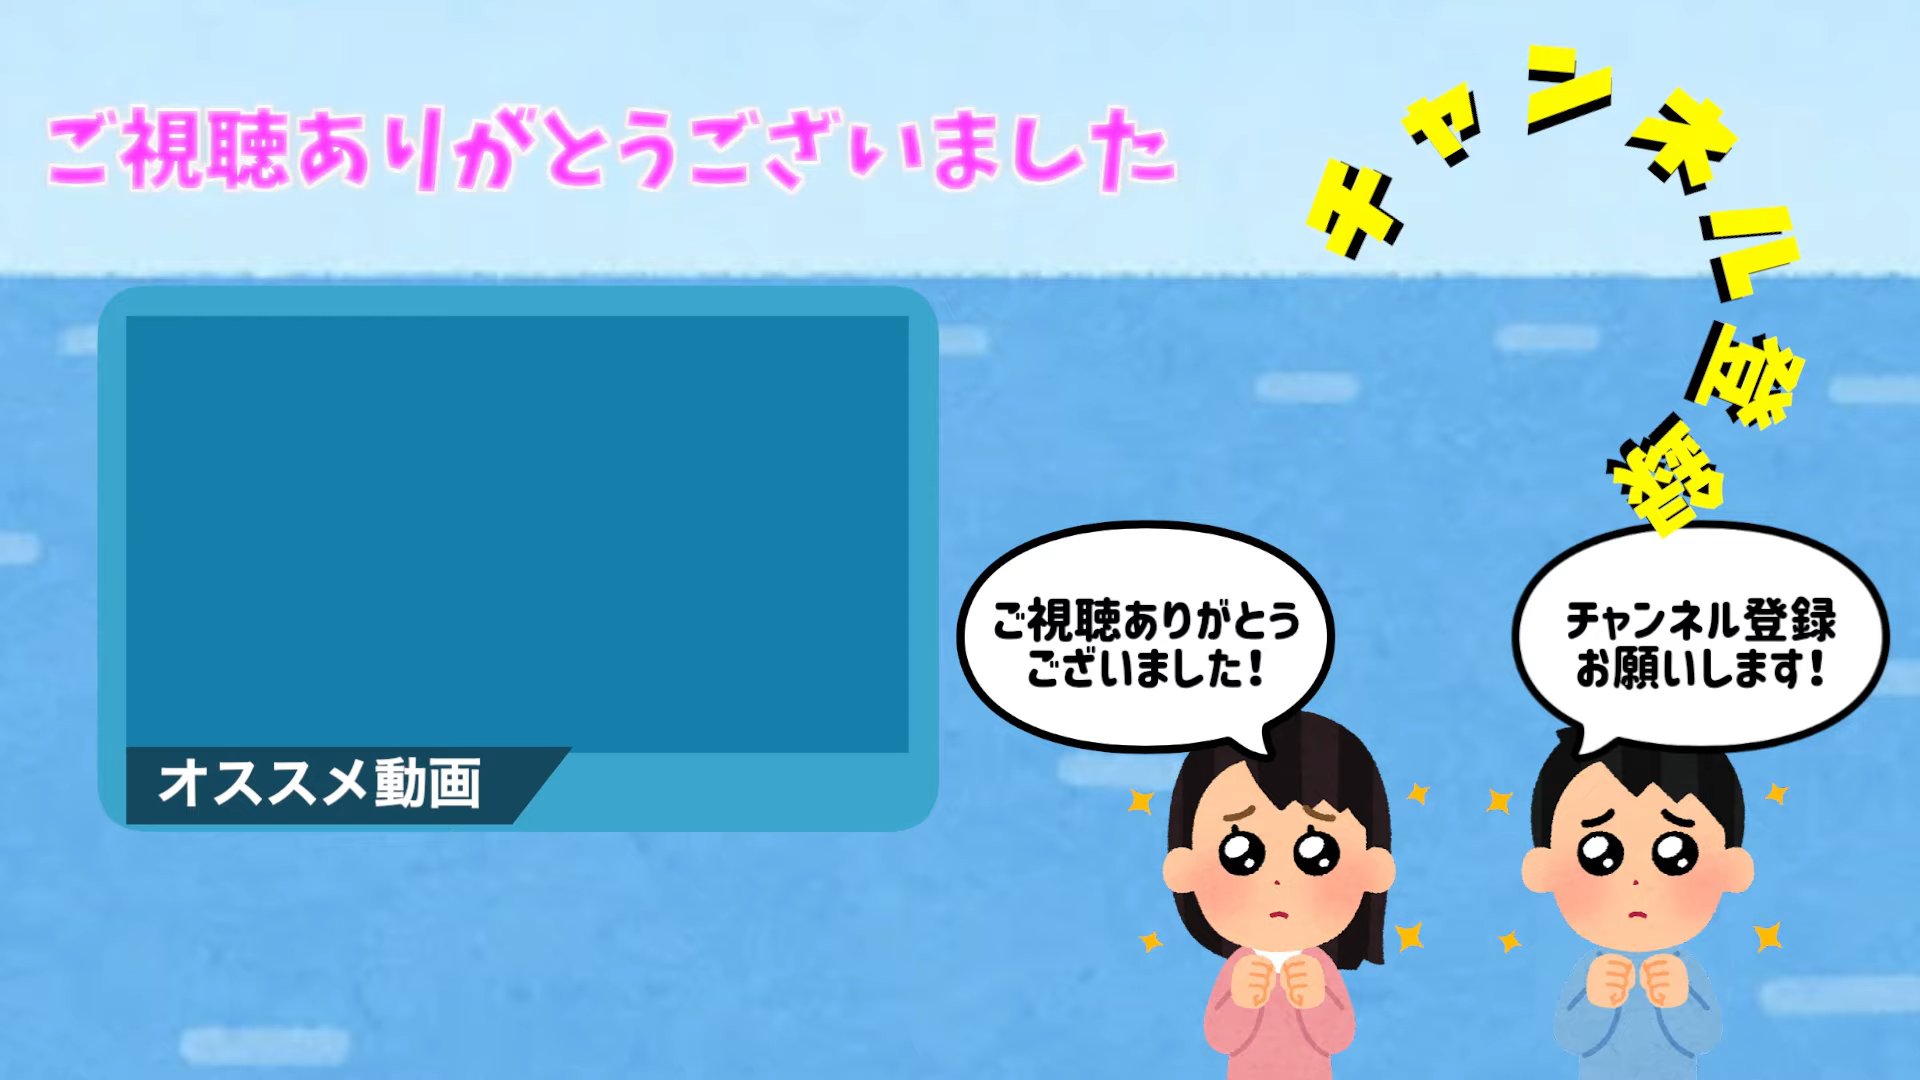 ご視聴ありがとうございました
チャンネル登録
ご視聴ありがとう
ございました!
チャンネル登録
お願いします!
オススメ動画